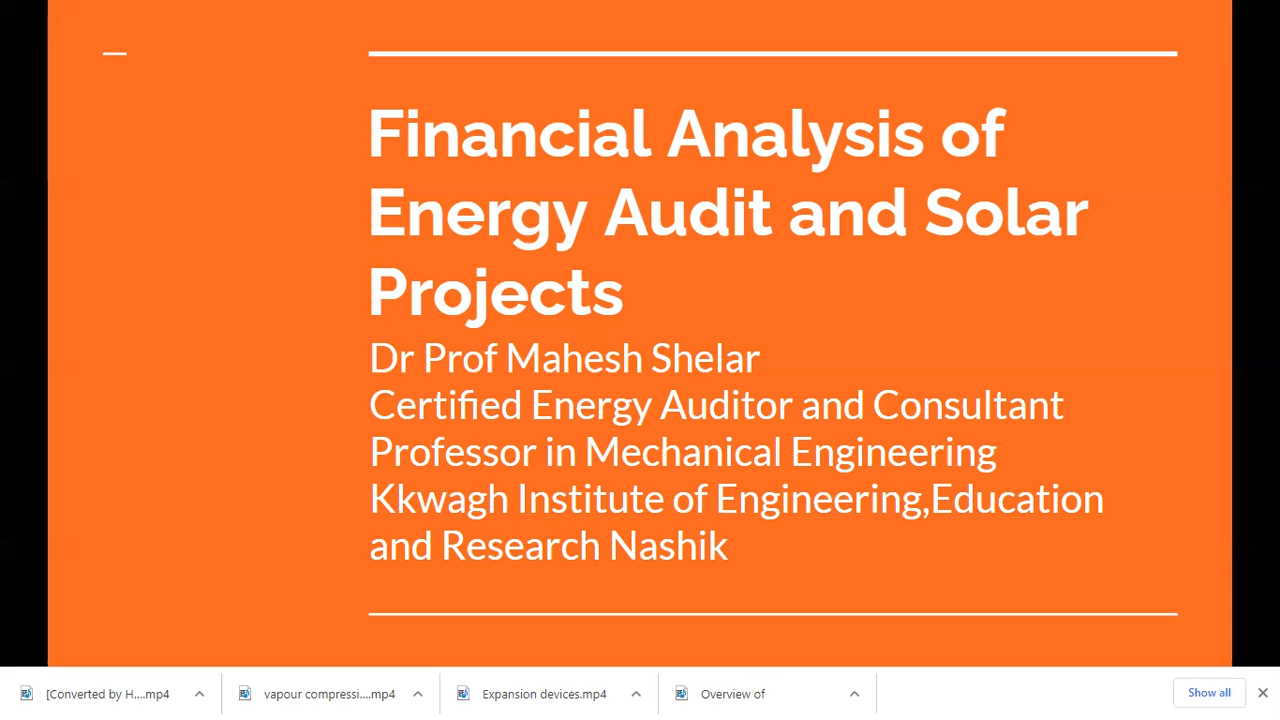 Financial Analysis of
Energy Audit and Solar
Projects
Dr Prof Mahesh Shelar
Certified Energy Auditor and Consultant
Professor in Mechanical Engineering
Kkwagh Institute of Engineering,Education
and Research Nashik
[Converted by H....mp4
vapour compressi....mp4
Expansion devices.mp4
Overview of
Show all